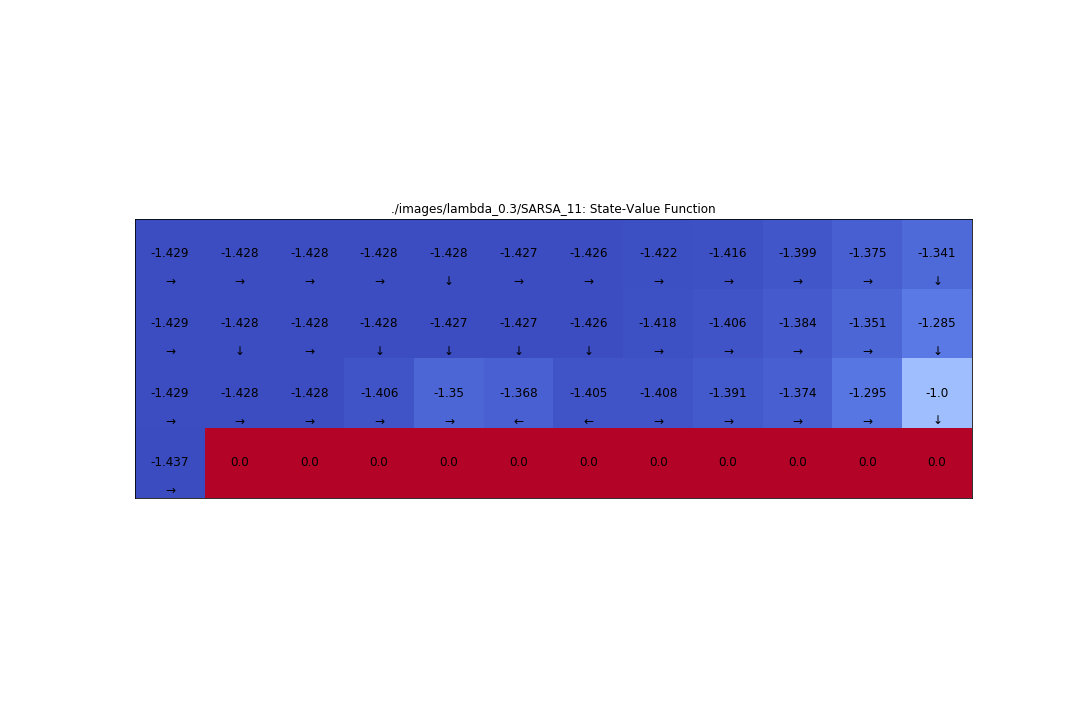 ./images/lambda_0.3/SARSA_11: State-Value Function
-1.429 -1.428 -1.428 -1.428 -1.428 -1.427 -1.426 -1.422 -1.416 -1.399 -1.375 -1.341
→ → → → ↓ → → → → → → ↓
-1.429 -1.428 -1.428 -1.428 -1.427 -1.427 -1.426 -1.418 -1.406 -1.384 -1.351 -1.285
→ ↓ → ↓ ↓ ↓ ↓ → → → → ↓
-1.429 -1.428 -1.428 -1.406 -1.35 -1.368 -1.405 -1.408 -1.391 -1.374 -1.295 -1.0
→ → → → → ← ← → → → → ↓
-1.437 0.0 0.0 0.0 0.0 0.0 0.0 0.0 0.0 0.0 0.0 0.0
→